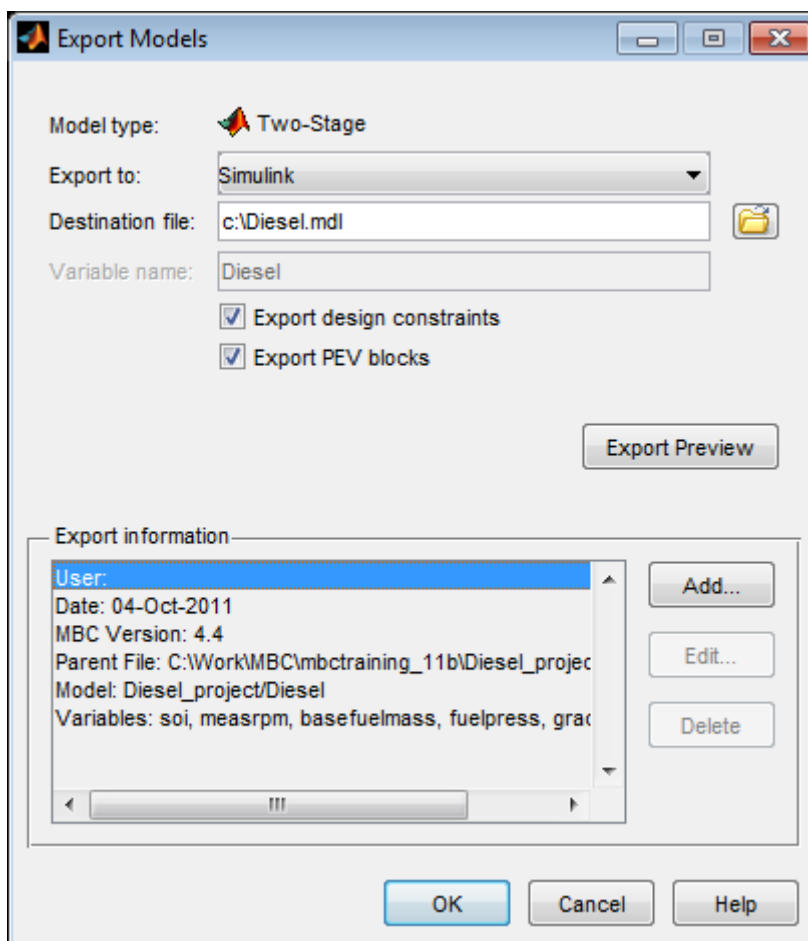 Export Models
Model type: Two-Stage
Export to: Simulink
Destination file: c:\Diesel.mdl
Variable name: Diesel
Export design constraints
Export PEV blocks
Export Preview
Export information
User:
Date: 04-Oct-2011
MBC Version: 4.4
Parent File: C:\Work\MBC\mbctraining_11b\Diesel_projec
Model: Diesel_project/Diesel
Variables: soi, measrpm, basefuelmass, fuelpress, grac
Add...
Edit...
Delete
OK Cancel Help